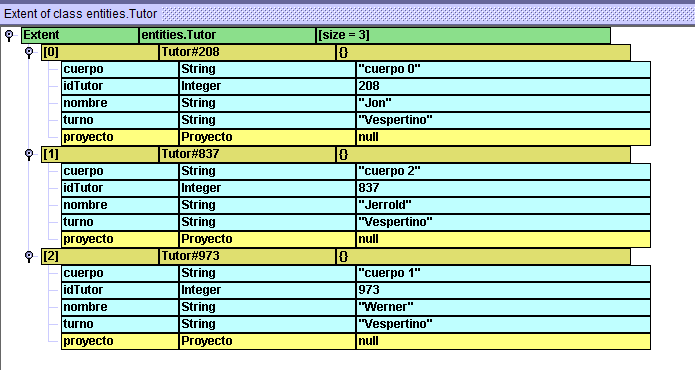 Extent of class entities.Tutor
Extent entities.Tutor [size = 3]
[0] Tutor#208 {}
cuerpo String "cuerpo 0"
idTutor Integer 208
nombre String "Jon"
turno String "Vespertino"
proyecto Proyecto null
[1] Tutor#837 {}
cuerpo String "cuerpo 2"
idTutor Integer 837
nombre String "Jerrold"
turno String "Vespertino"
proyecto Proyecto null
[2] Tutor#973 {}
cuerpo String "cuerpo 1"
idTutor Integer 973
nombre String "Werner"
turno String "Vespertino"
proyecto Proyecto null